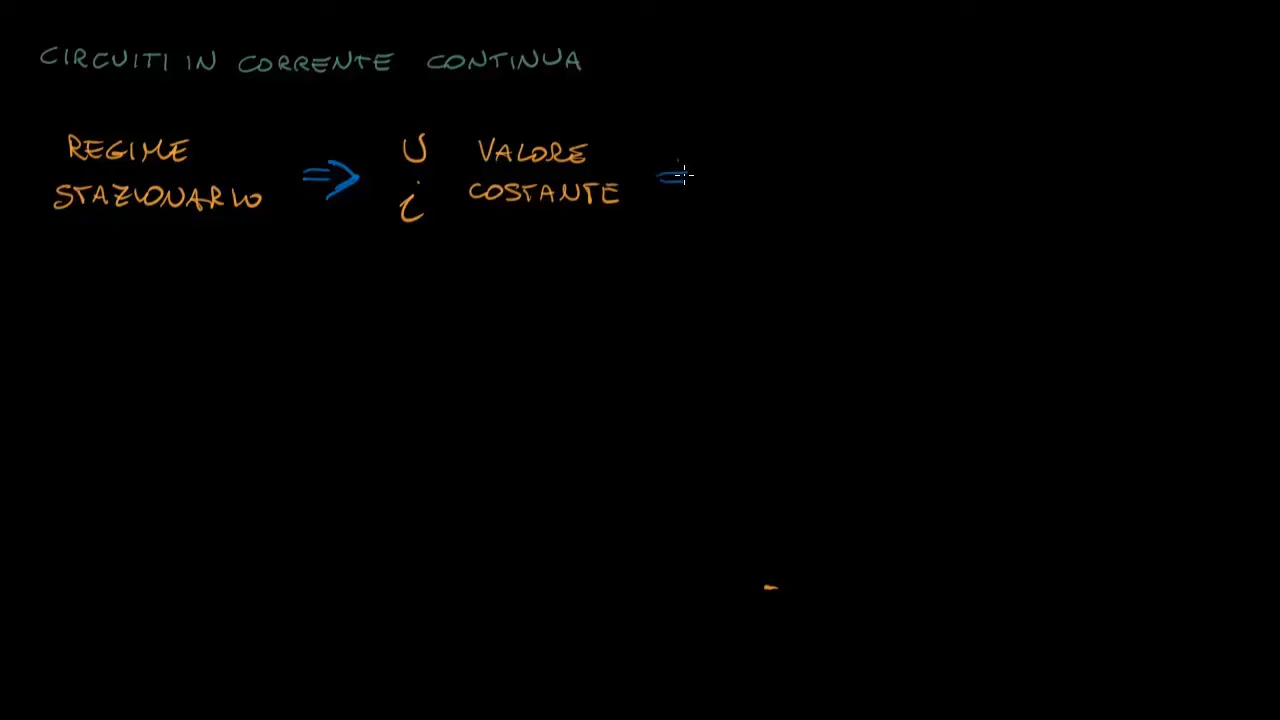 CIRCUITI IN CORRENTE CONTINUA
REGIME
STAZIONARIO
⇒
υ
i
VALORE
COSTANTE
=